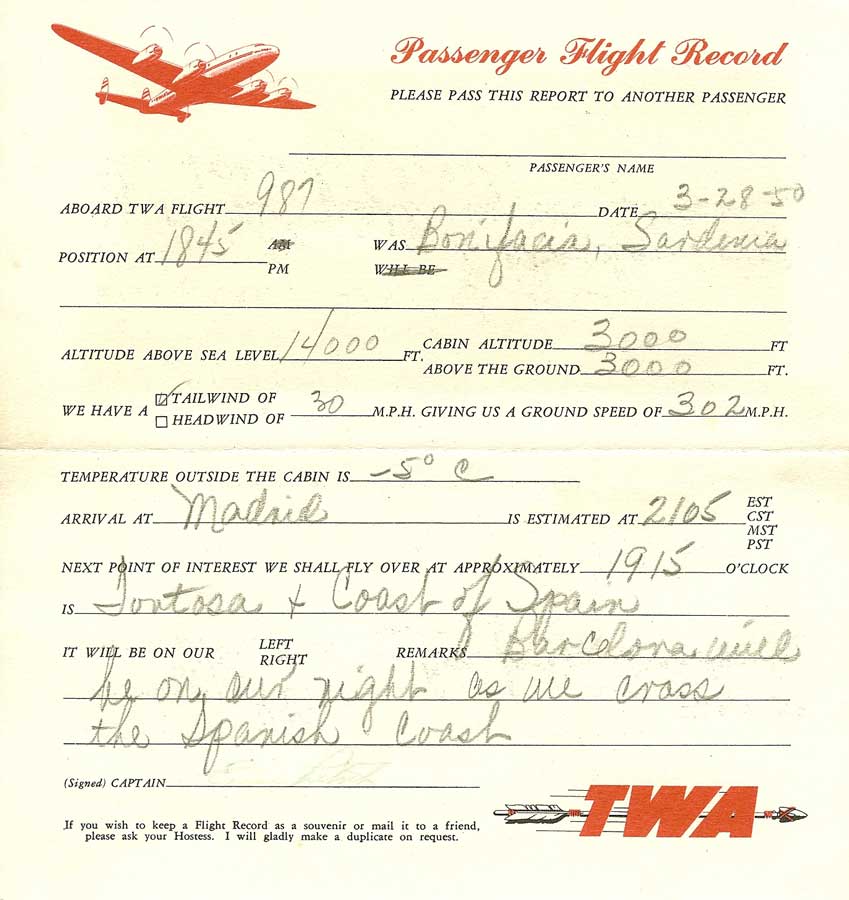 Passenger Flight Record
PLEASE PASS THIS REPORT TO ANOTHER PASSENGER
PASSENGER'S NAME
ABOARD TWA FLIGHT 987 DATE 3-28-50
POSITION AT 1845 AM PM WAS WILL BE Bonifacia, Sardenia
ALTITUDE ABOVE SEA LEVEL 14000 FT. CABIN ALTITUDE 3000 FT
ABOVE THE GROUND 3000 FT.
WE HAVE A TAILWIND OF 30 M.P.H. GIVING US A GROUND SPEED OF 302 M.P.H.
HEADWIND OF
TEMPERATURE OUTSIDE THE CABIN IS -5° C
ARRIVAL AT Madrid IS ESTIMATED AT 2105 EST CST MST PST
NEXT POINT OF INTEREST WE SHALL FLY OVER AT APPROXIMATELY 1915 O'CLOCK
IS Tortosa & Coast of Spain
IT WILL BE ON OUR LEFT RIGHT REMARKS Barcelona will
be on our right as we cross
the Spanish Coast
(Signed) CAPTAIN
If you wish to keep a Flight Record as a souvenir or mail it to a friend,
please ask your Hostess. I will gladly make a duplicate on request.
TWA